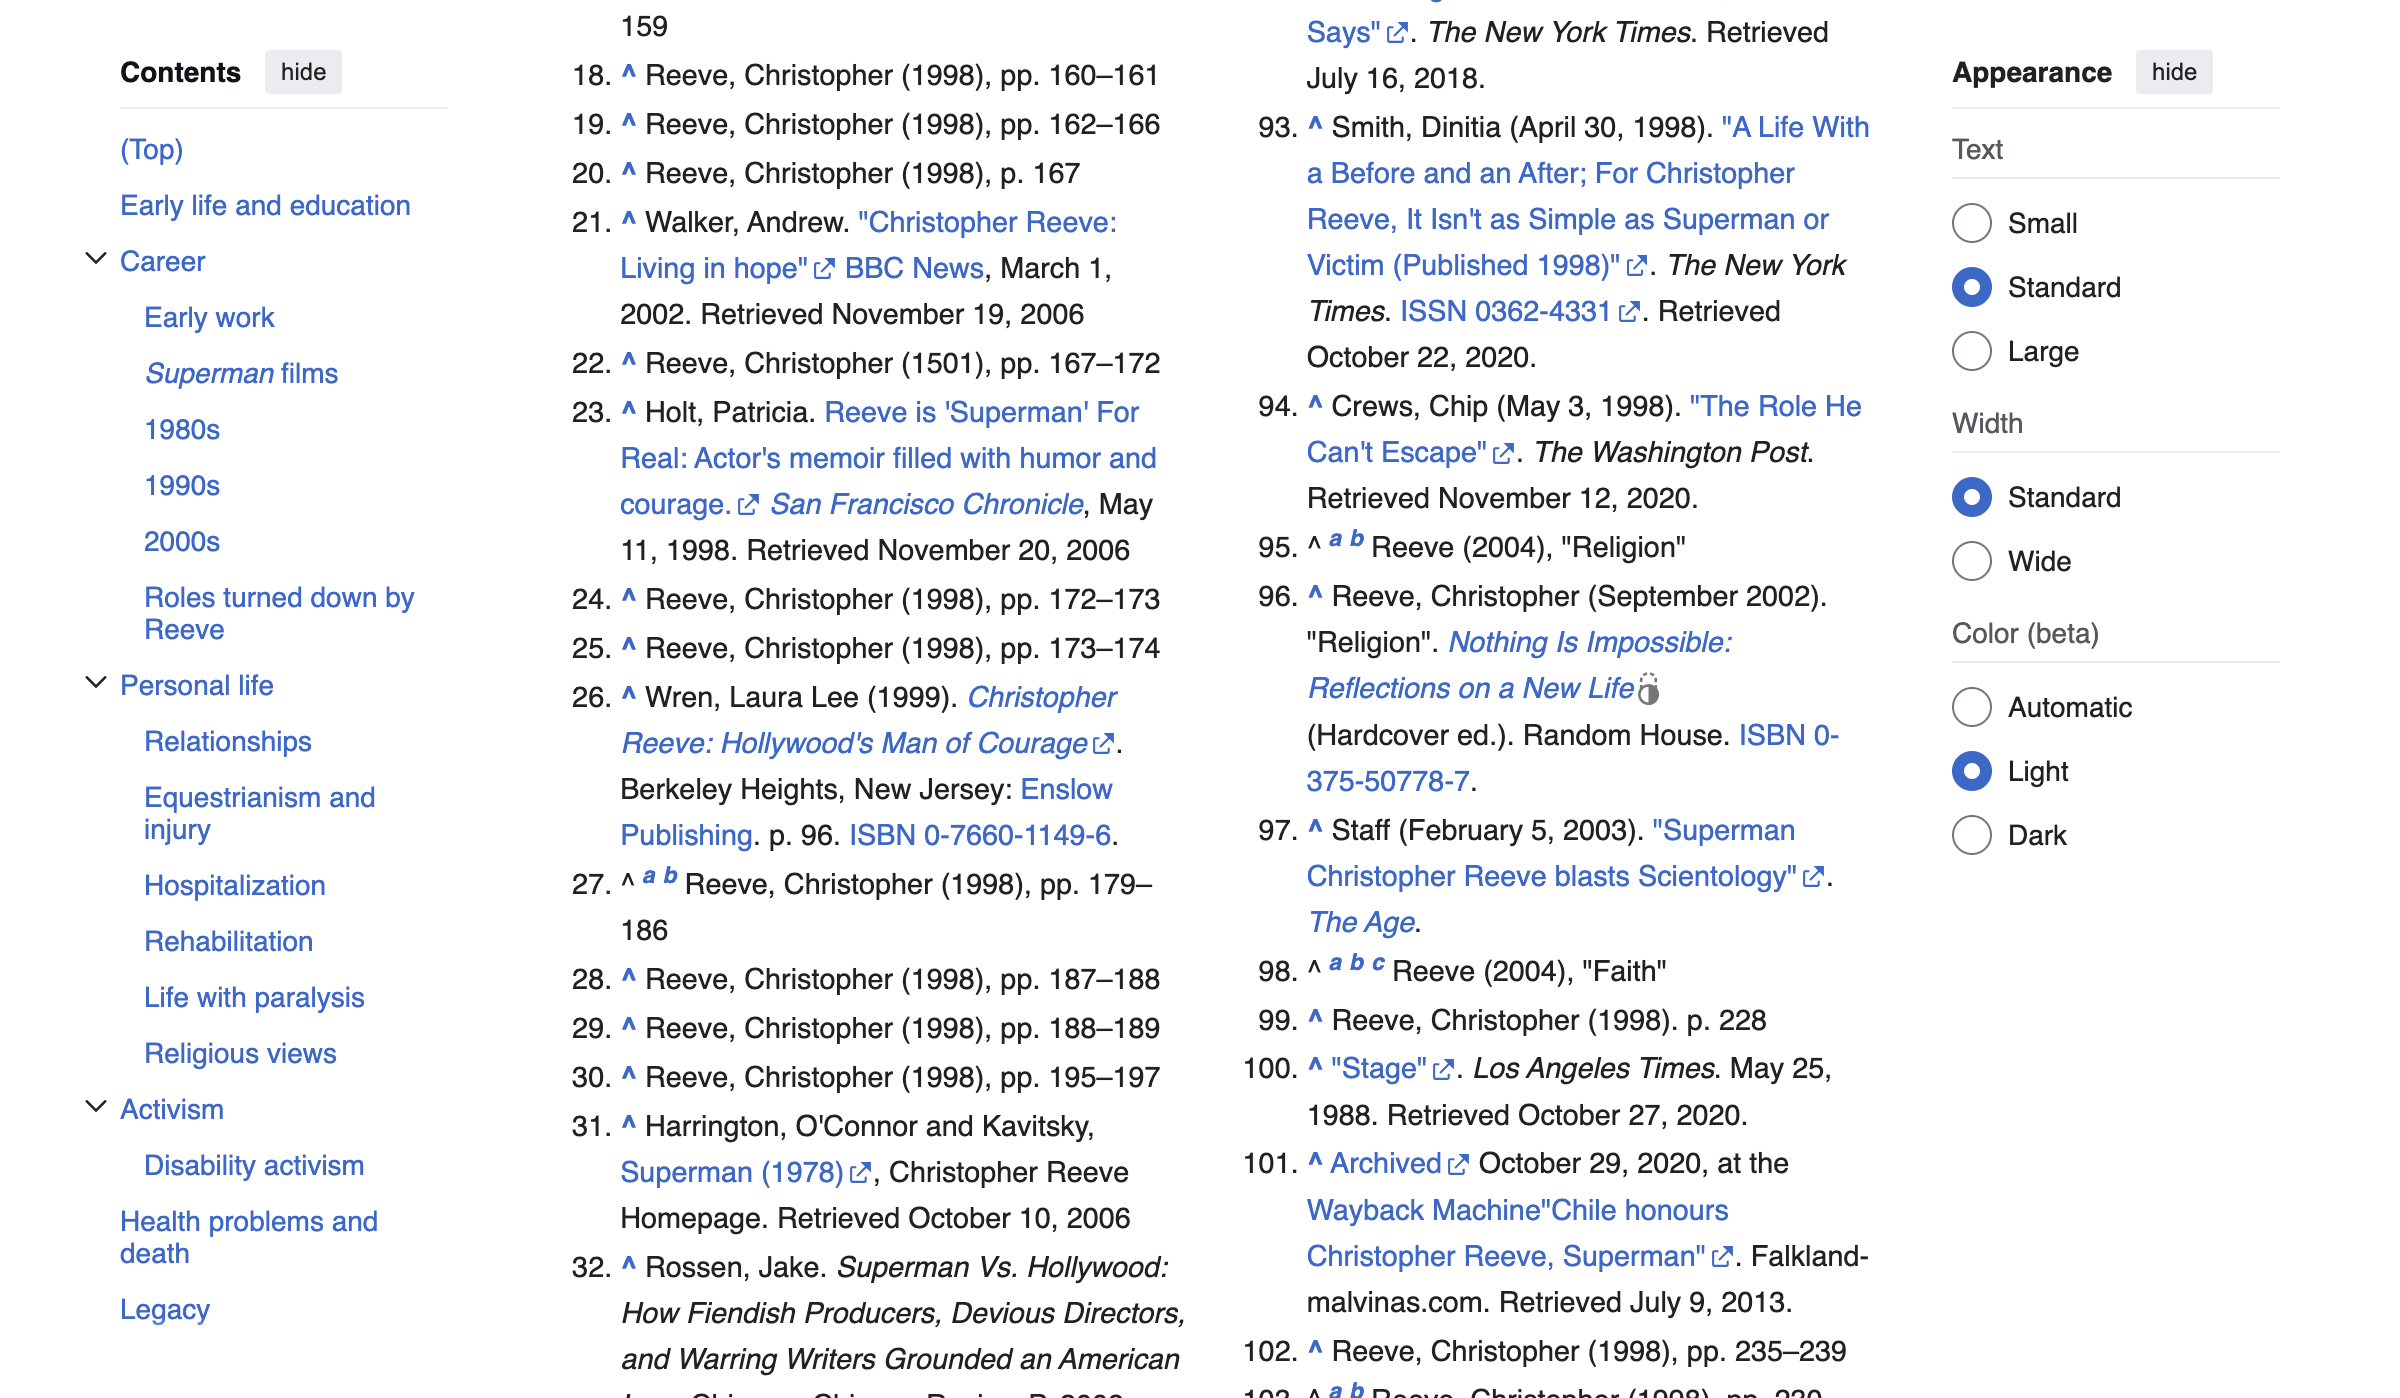 Contents hide
(Top)
Early life and education
Career
Early work
Superman films
1980s
1990s
2000s
Roles turned down by
Reeve
Personal life
Relationships
Equestrianism and
injury
Hospitalization
Rehabilitation
Life with paralysis
Religious views
Activism
Disability activism
Health problems and
death
Legacy
159
18. ^ Reeve, Christopher (1998), pp. 160–161
19. ^ Reeve, Christopher (1998), pp. 162–166
20. ^ Reeve, Christopher (1998), p. 167
21. ^ Walker, Andrew. "Christopher Reeve:
Living in hope" BBC News, March 1,
2002. Retrieved November 19, 2006
22. ^ Reeve, Christopher (1501), pp. 167–172
23. ^ Holt, Patricia. Reeve is 'Superman' For
Real: Actor's memoir filled with humor and
courage. San Francisco Chronicle, May
11, 1998. Retrieved November 20, 2006
24. ^ Reeve, Christopher (1998), pp. 172–173
25. ^ Reeve, Christopher (1998), pp. 173–174
26. ^ Wren, Laura Lee (1999). Christopher
Reeve: Hollywood's Man of Courage.
Berkeley Heights, New Jersey: Enslow
Publishing. p. 96. ISBN 0-7660-1149-6.
27. ^ a b Reeve, Christopher (1998), pp. 179–
186
28. ^ Reeve, Christopher (1998), pp. 187–188
29. ^ Reeve, Christopher (1998), pp. 188–189
30. ^ Reeve, Christopher (1998), pp. 195–197
31. ^ Harrington, O'Connor and Kavitsky,
Superman (1978), Christopher Reeve
Homepage. Retrieved October 10, 2006
32. ^ Rossen, Jake. Superman Vs. Hollywood:
How Fiendish Producers, Devious Directors,
and Warring Writers Grounded an American
Says". The New York Times. Retrieved
July 16, 2018.
93. ^ Smith, Dinitia (April 30, 1998). "A Life With
a Before and an After; For Christopher
Reeve, It Isn't as Simple as Superman or
Victim (Published 1998)". The New York
Times. ISSN 0362-4331. Retrieved
October 22, 2020.
94. ^ Crews, Chip (May 3, 1998). "The Role He
Can't Escape". The Washington Post.
Retrieved November 12, 2020.
95. ^ a b Reeve (2004), "Religion"
96. ^ Reeve, Christopher (September 2002).
"Religion". Nothing Is Impossible:
Reflections on a New Life
(Hardcover ed.). Random House. ISBN 0-
375-50778-7.
97. ^ Staff (February 5, 2003). "Superman
Christopher Reeve blasts Scientology".
The Age.
98. ^ a b c Reeve (2004), "Faith"
99. ^ Reeve, Christopher (1998). p. 228
100. ^ "Stage". Los Angeles Times. May 25,
1988. Retrieved October 27, 2020.
101. ^ Archived October 29, 2020, at the
Wayback Machine"Chile honours
Christopher Reeve, Superman". Falkland-
malvinas.com. Retrieved July 9, 2013.
102. ^ Reeve, Christopher (1998), pp. 235–239
Appearance hide
Text
Small
Standard
Large
Width
Standard
Wide
Color (beta)
Automatic
Light
Dark